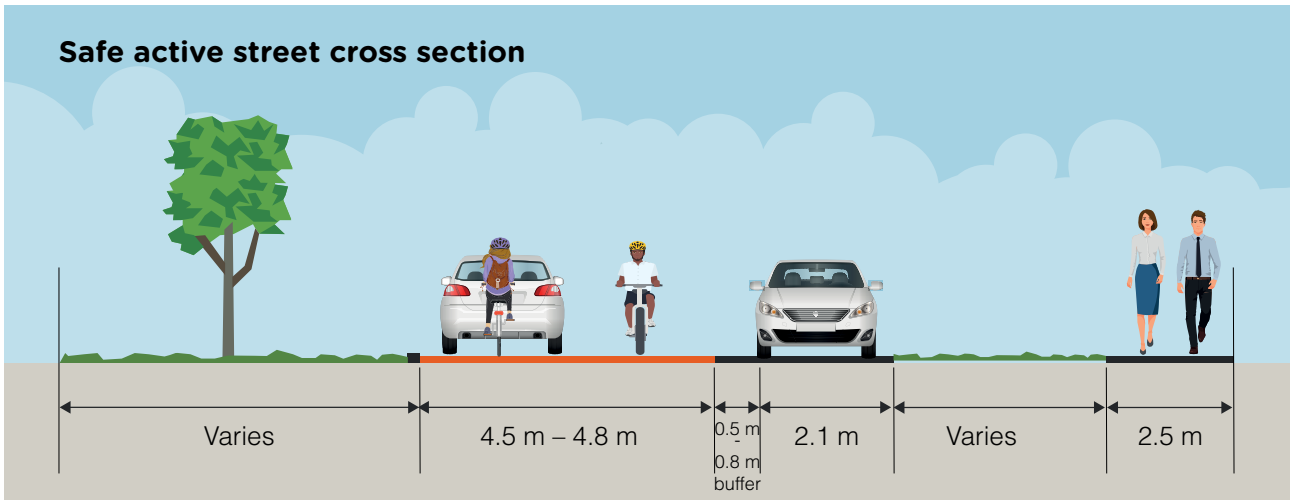 Safe active street cross section
Varies
4.5 m – 4.8 m
0.5 m
-
0.8 m
buffer
2.1 m
Varies
2.5 m